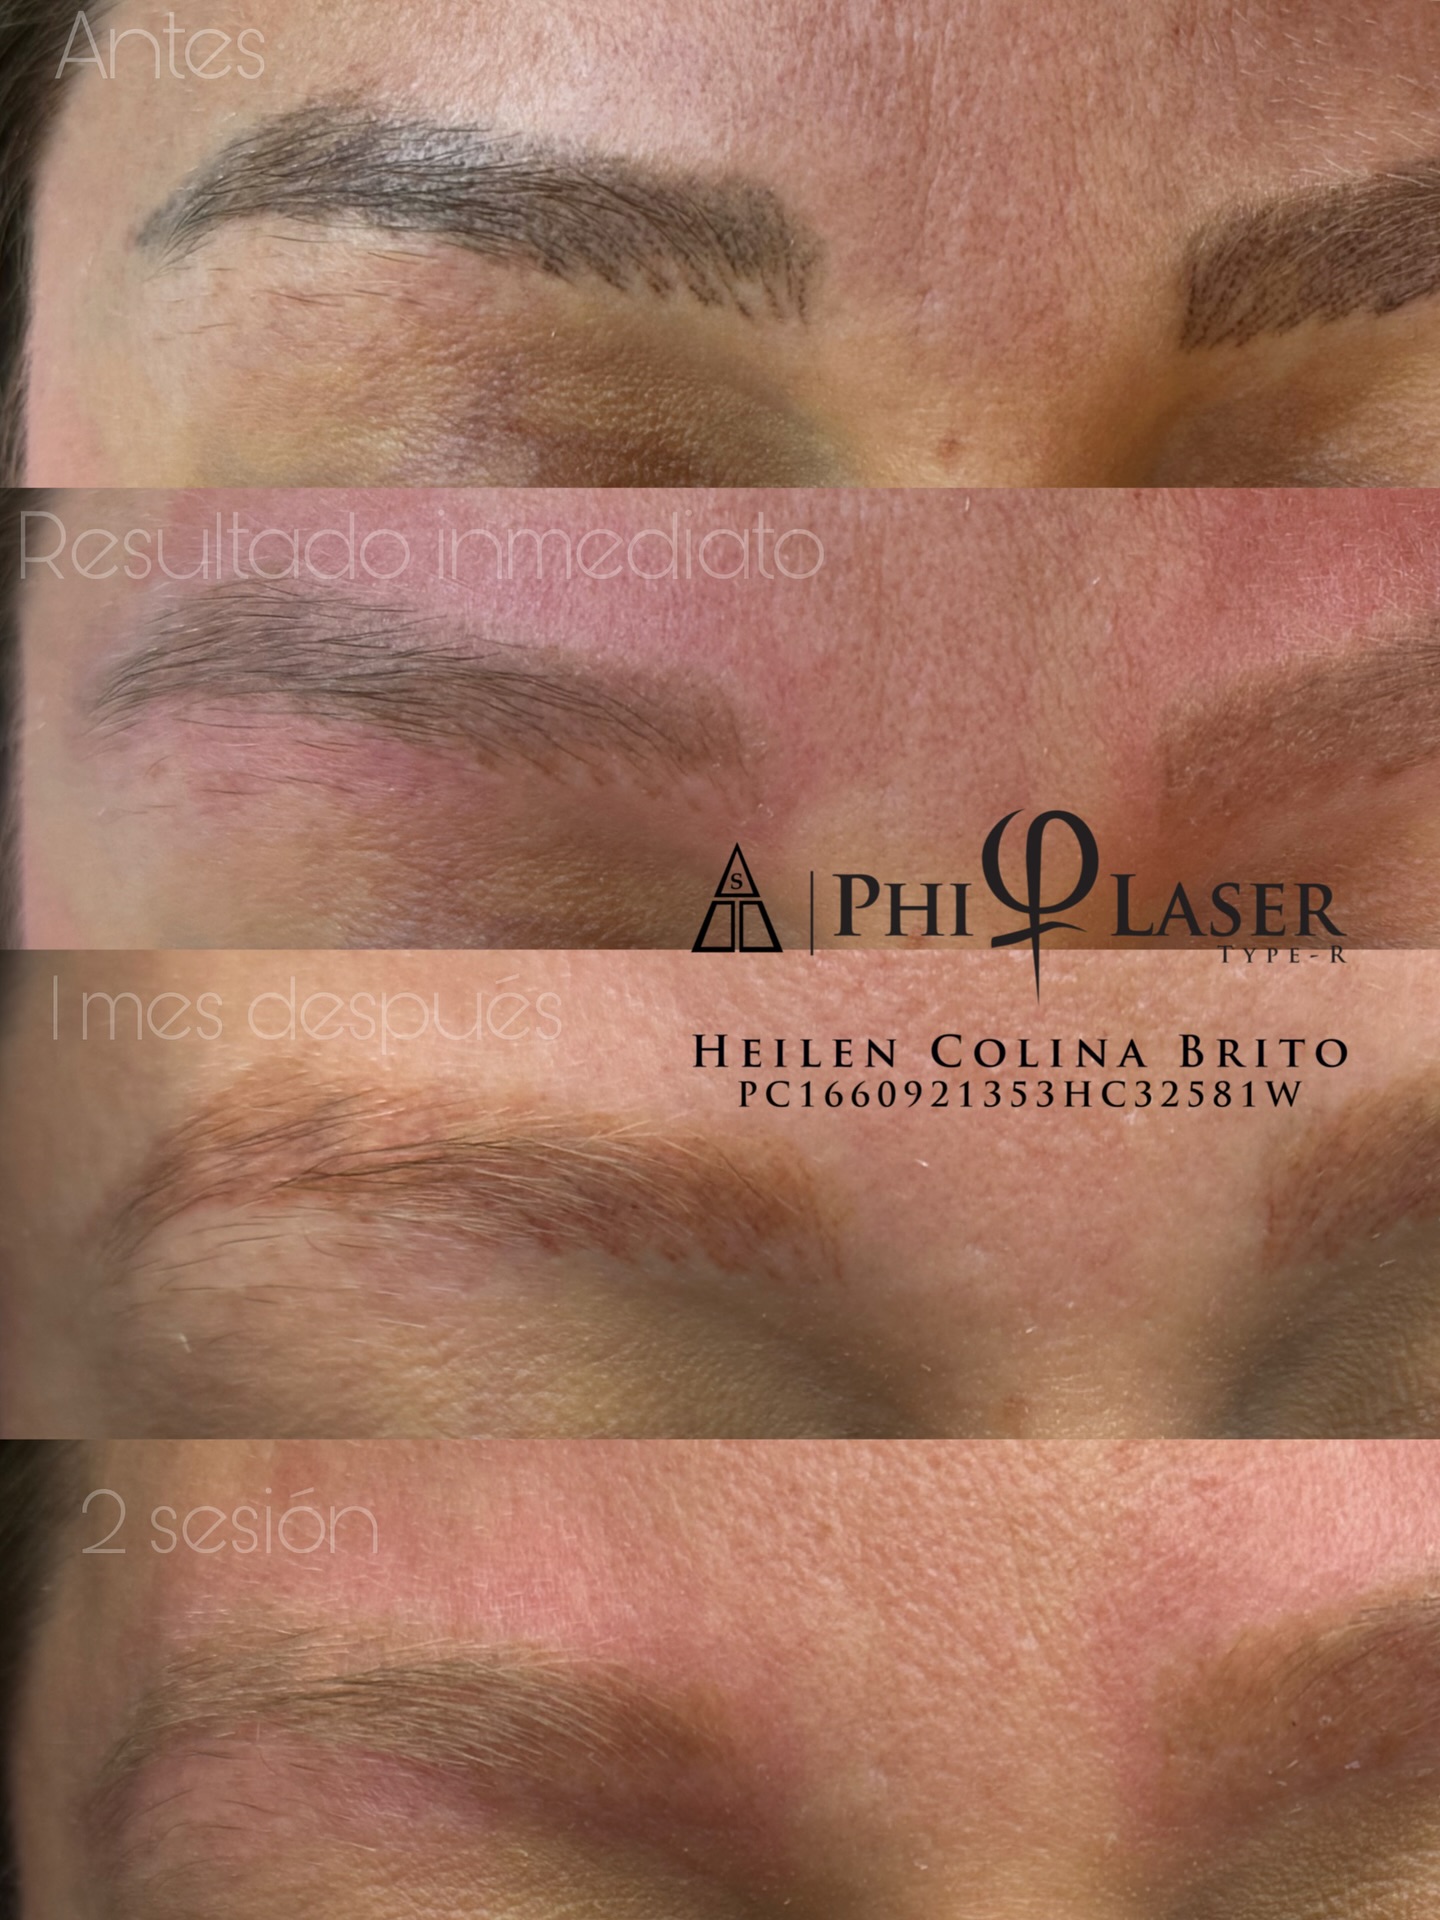 Antes
Resultado inmediato
S
PHI φ LASER
TYPE-R
1 mes después
HEILEN COLINA BRITO
PC1660921353HC32581W
2 sesión